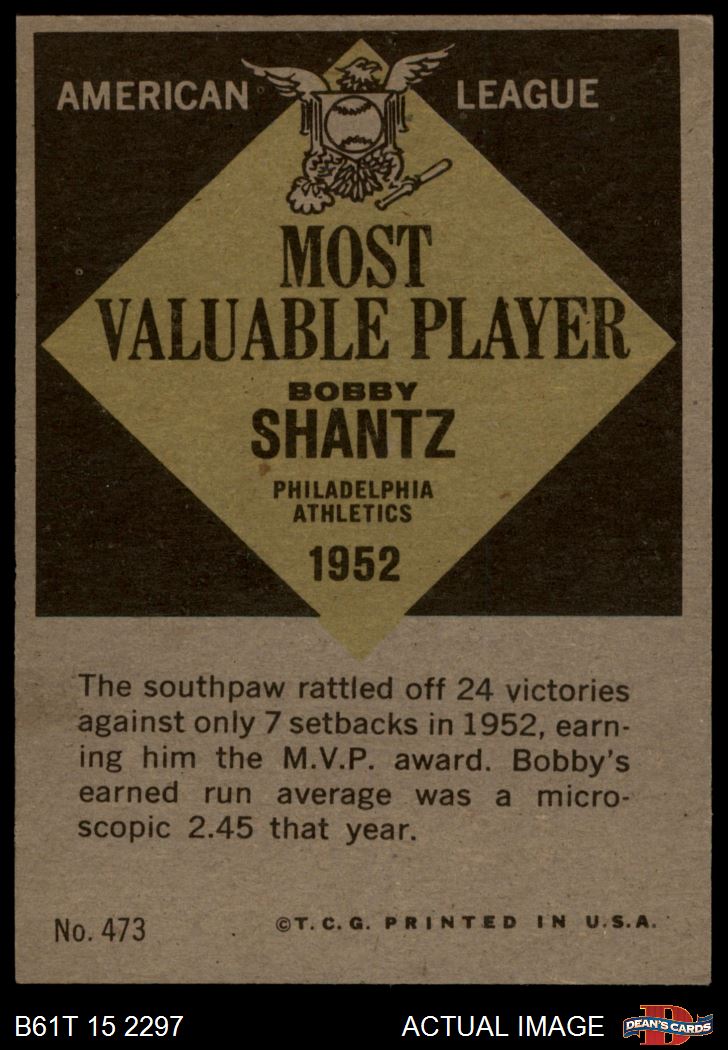 AMERICAN LEAGUE
MOST
VALUABLE PLAYER
BOBBY
SHANTZ
PHILADELPHIA
ATHLETICS
1952
The southpaw rattled off 24 victories
against only 7 setbacks in 1952, earn-
ing him the M.V.P. award. Bobby's
earned run average was a micro-
scopic 2.45 that year.
No. 473 ©T.C.G. PRINTED IN U.S.A.
B61T 15 2297 ACTUAL IMAGE D DEAN'S CARDS